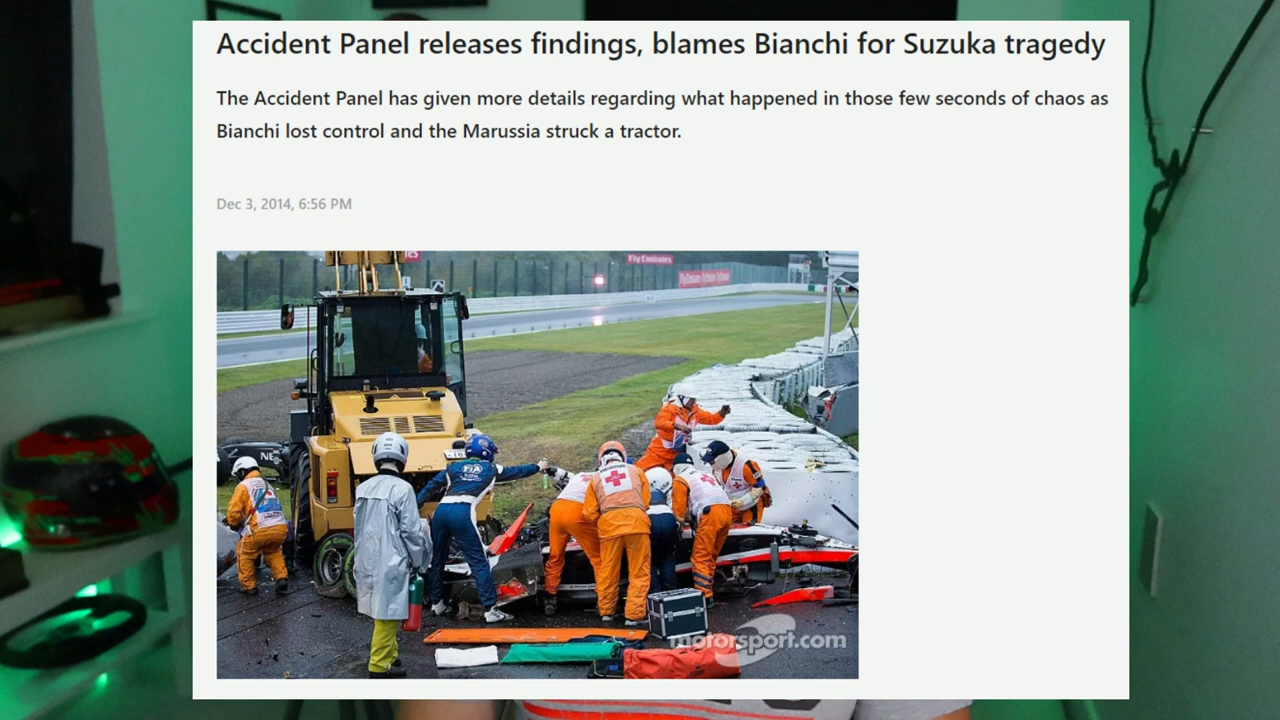 Accident Panel releases findings, blames Bianchi for Suzuka tragedy
The Accident Panel has given more details regarding what happened in those few seconds of chaos as
Bianchi lost control and the Marussia struck a tractor.
Dec 3, 2014, 6:56 PM
Fly Emirates
Fly Emirates
FIA
motorsport.com